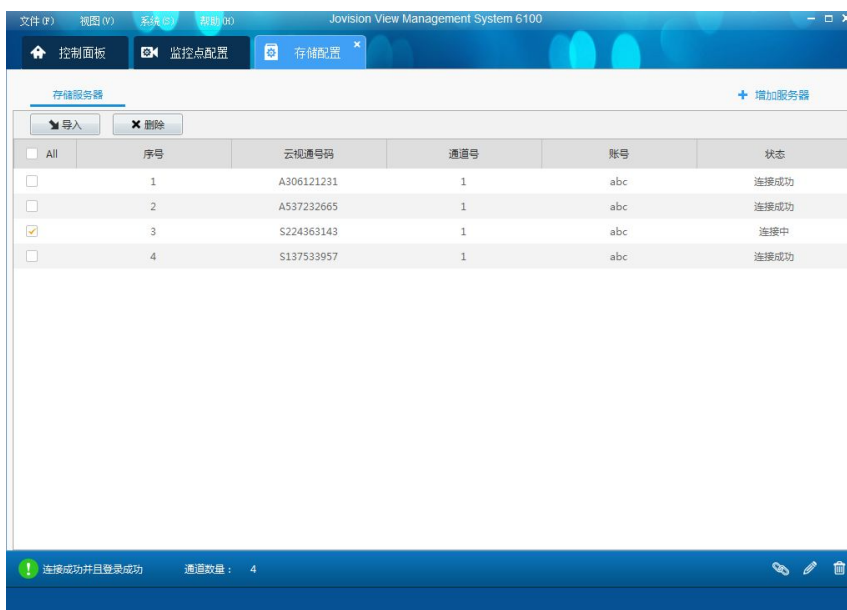 文件(F) 视图(V) 系统(S) 帮助(H) Jovision View Management System 6100
控制面板 监控点配置 存储配置
存储服务器 增加服务器
导入 删除
All 序号 云视通号码 通道号 账号 状态
1 A306121231 1 abc 连接成功
2 A537232665 1 abc 连接成功
3 S224363143 1 abc 连接中
4 S137533957 1 abc 连接成功
连接成功并且登录成功 通道数量: 4